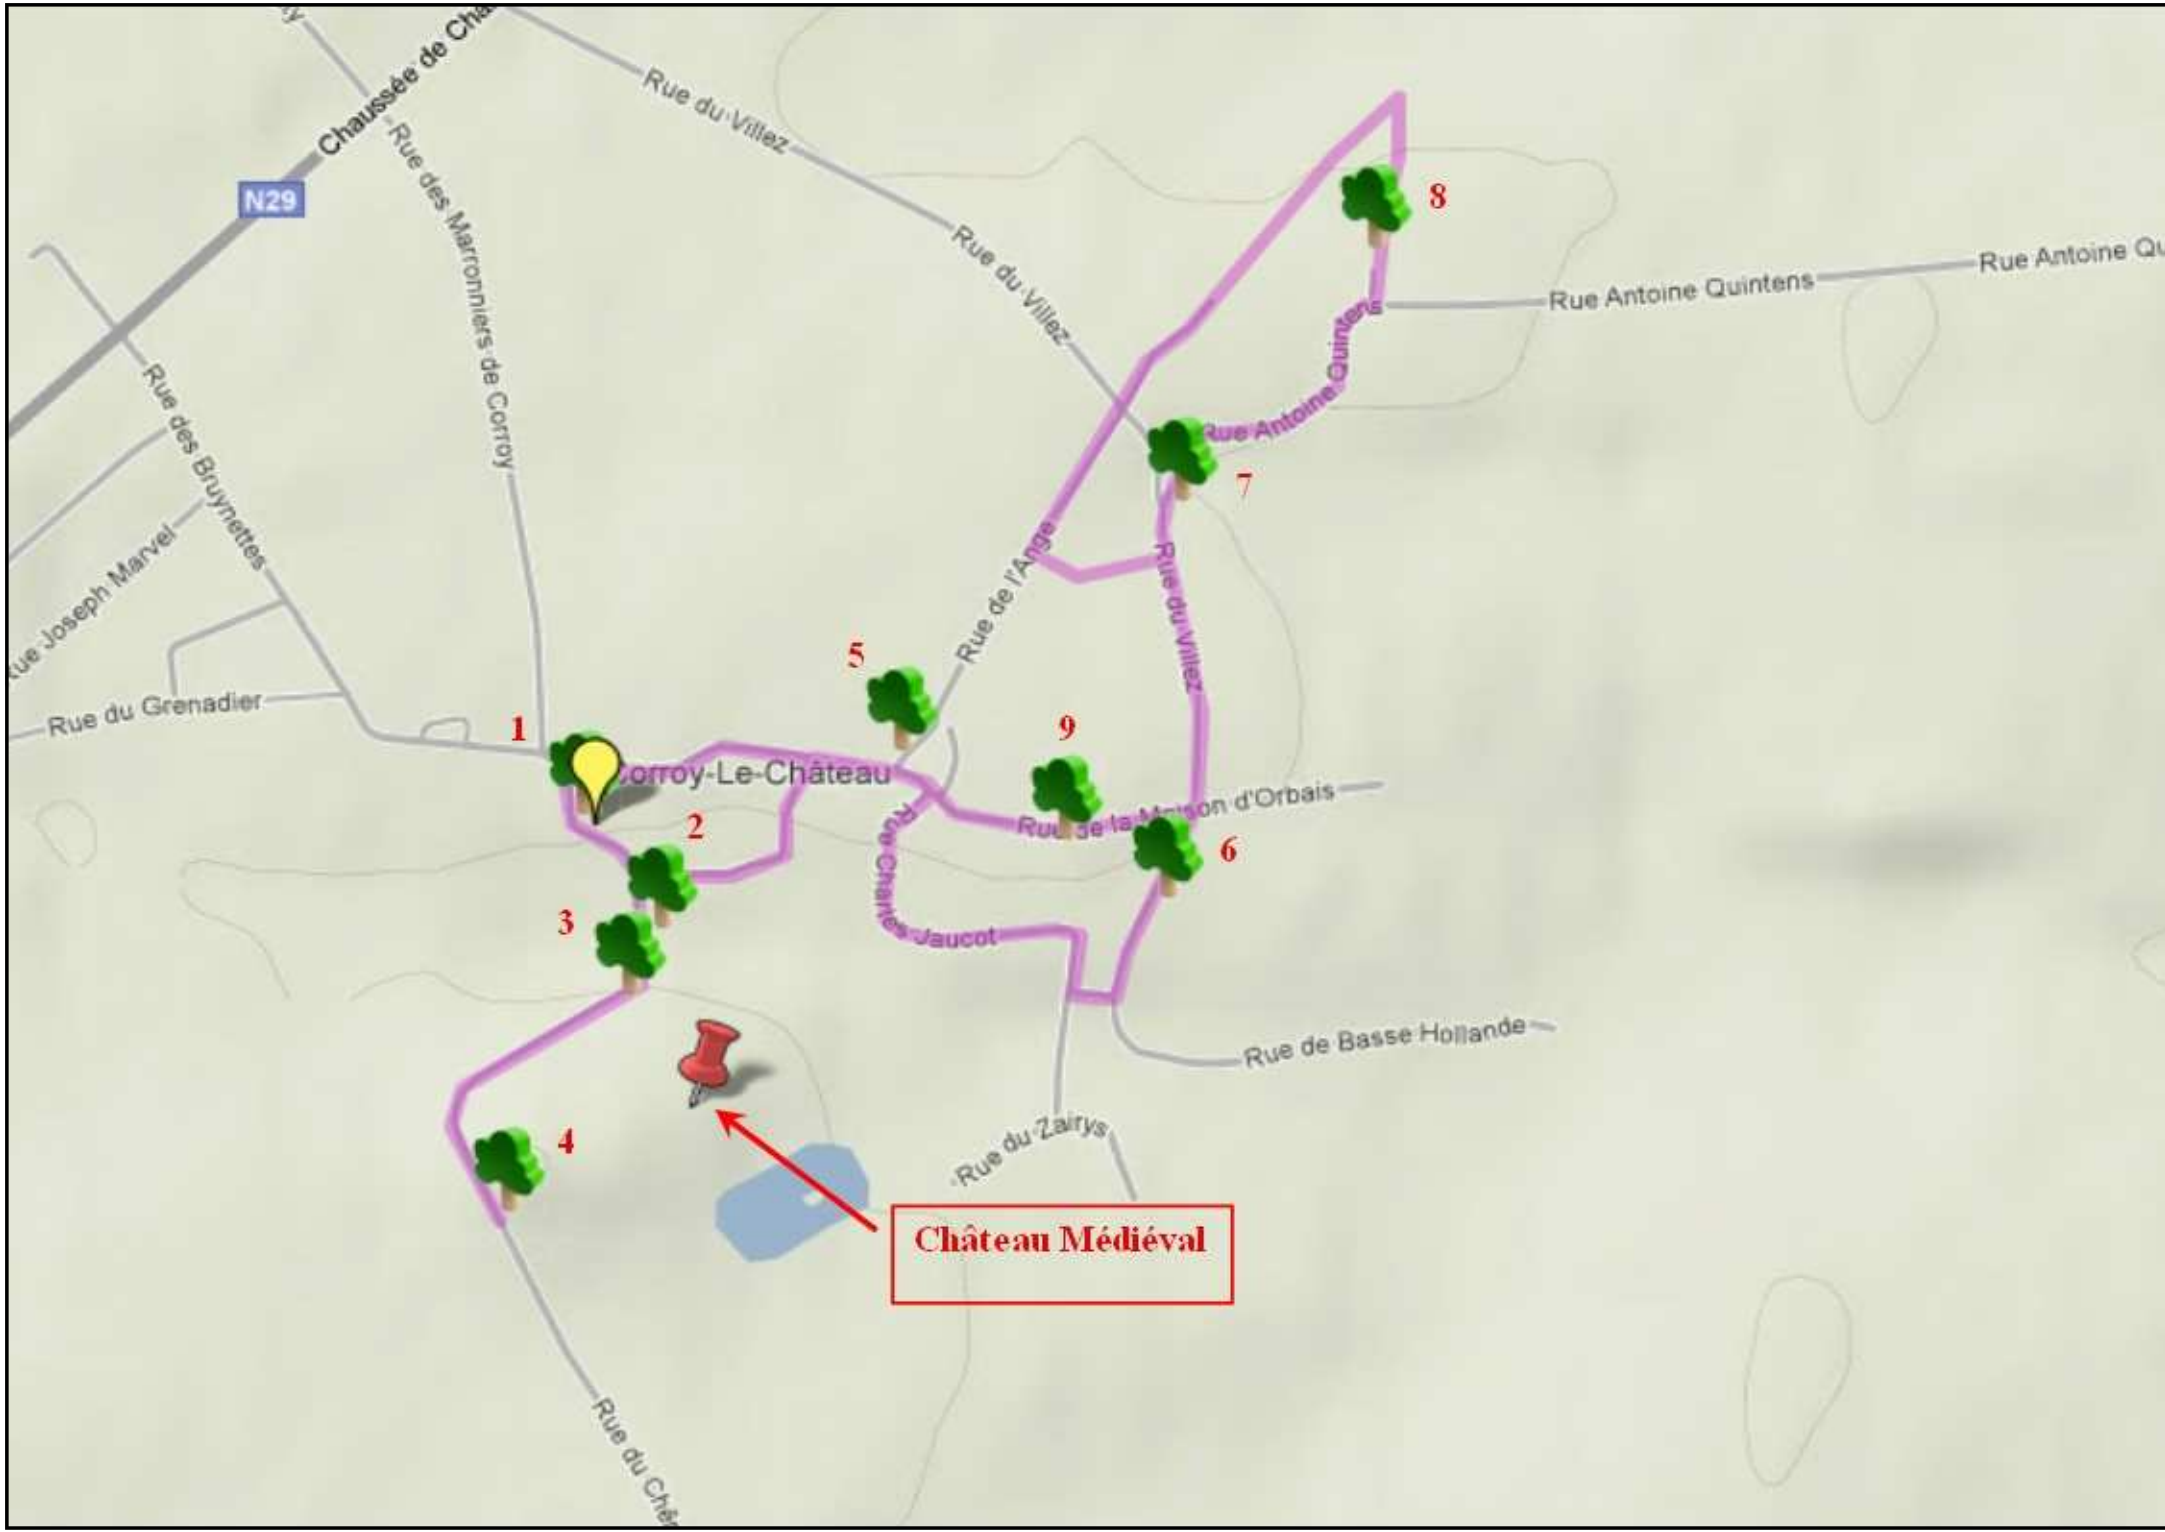 Chaussée de Cha
N29
Rue du Villez
Rue des Marronniers de Corroy
Rue du Villez
8
Rue Antoine Quintens
Rue Antoine Qu
Rue Antoine Quintens
Rue des Bruynettes
7
Rue Joseph Marvel
Rue de l'Ange
Rue du Villez
5
Rue du Grenadier
1
9
Corroy-Le-Château
Rue de la Maison d'Orbais
2
6
Rue Charles Jaucot
3
Rue de Basse Hollande
4
Rue du Zairys
Château Médiéval
Rue du Chê